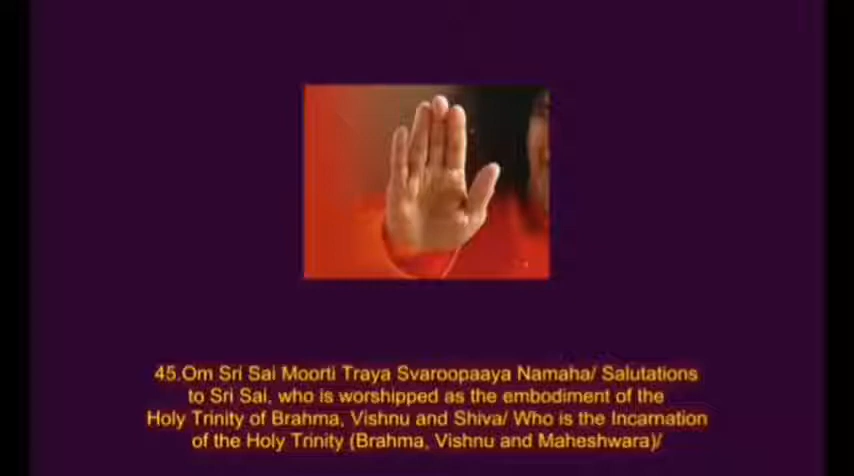 45.Om Sri Sai Moorti Traya Svaroopaaya Namaha/ Salutations
to Sri Sai, who is worshipped as the embodiment of the
Holy Trinity of Brahma, Vishnu and Shiva/ Who is the Incarnation
of the Holy Trinity (Brahma, Vishnu and Maheshwara)/